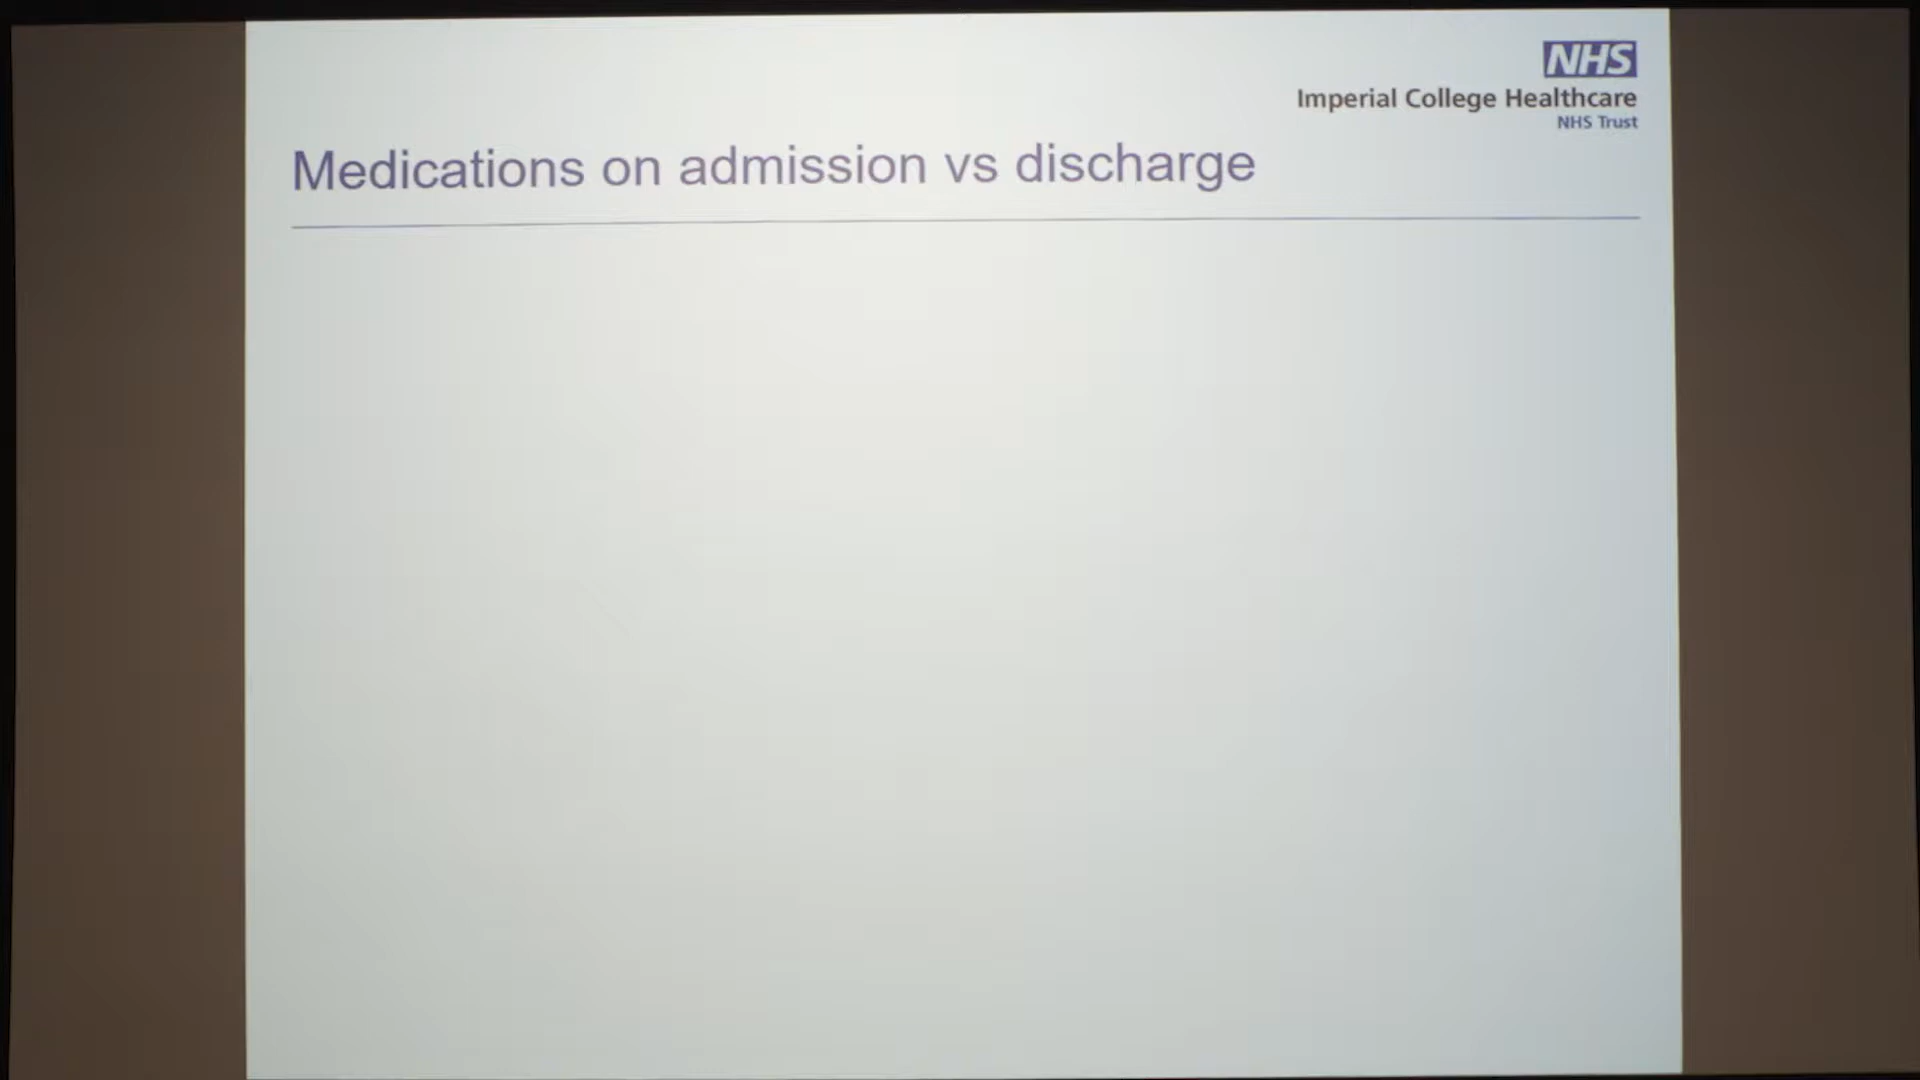 NHS
Imperial College Healthcare
NHS Trust
Medications on admission vs discharge